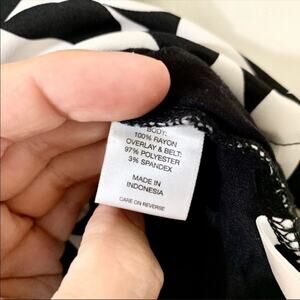 BODY:
100% RAYON
OVERLAY & BELT:
97% POLYESTER
3% SPANDEX
MADE IN
INDONESIA
CARE ON REVERSE